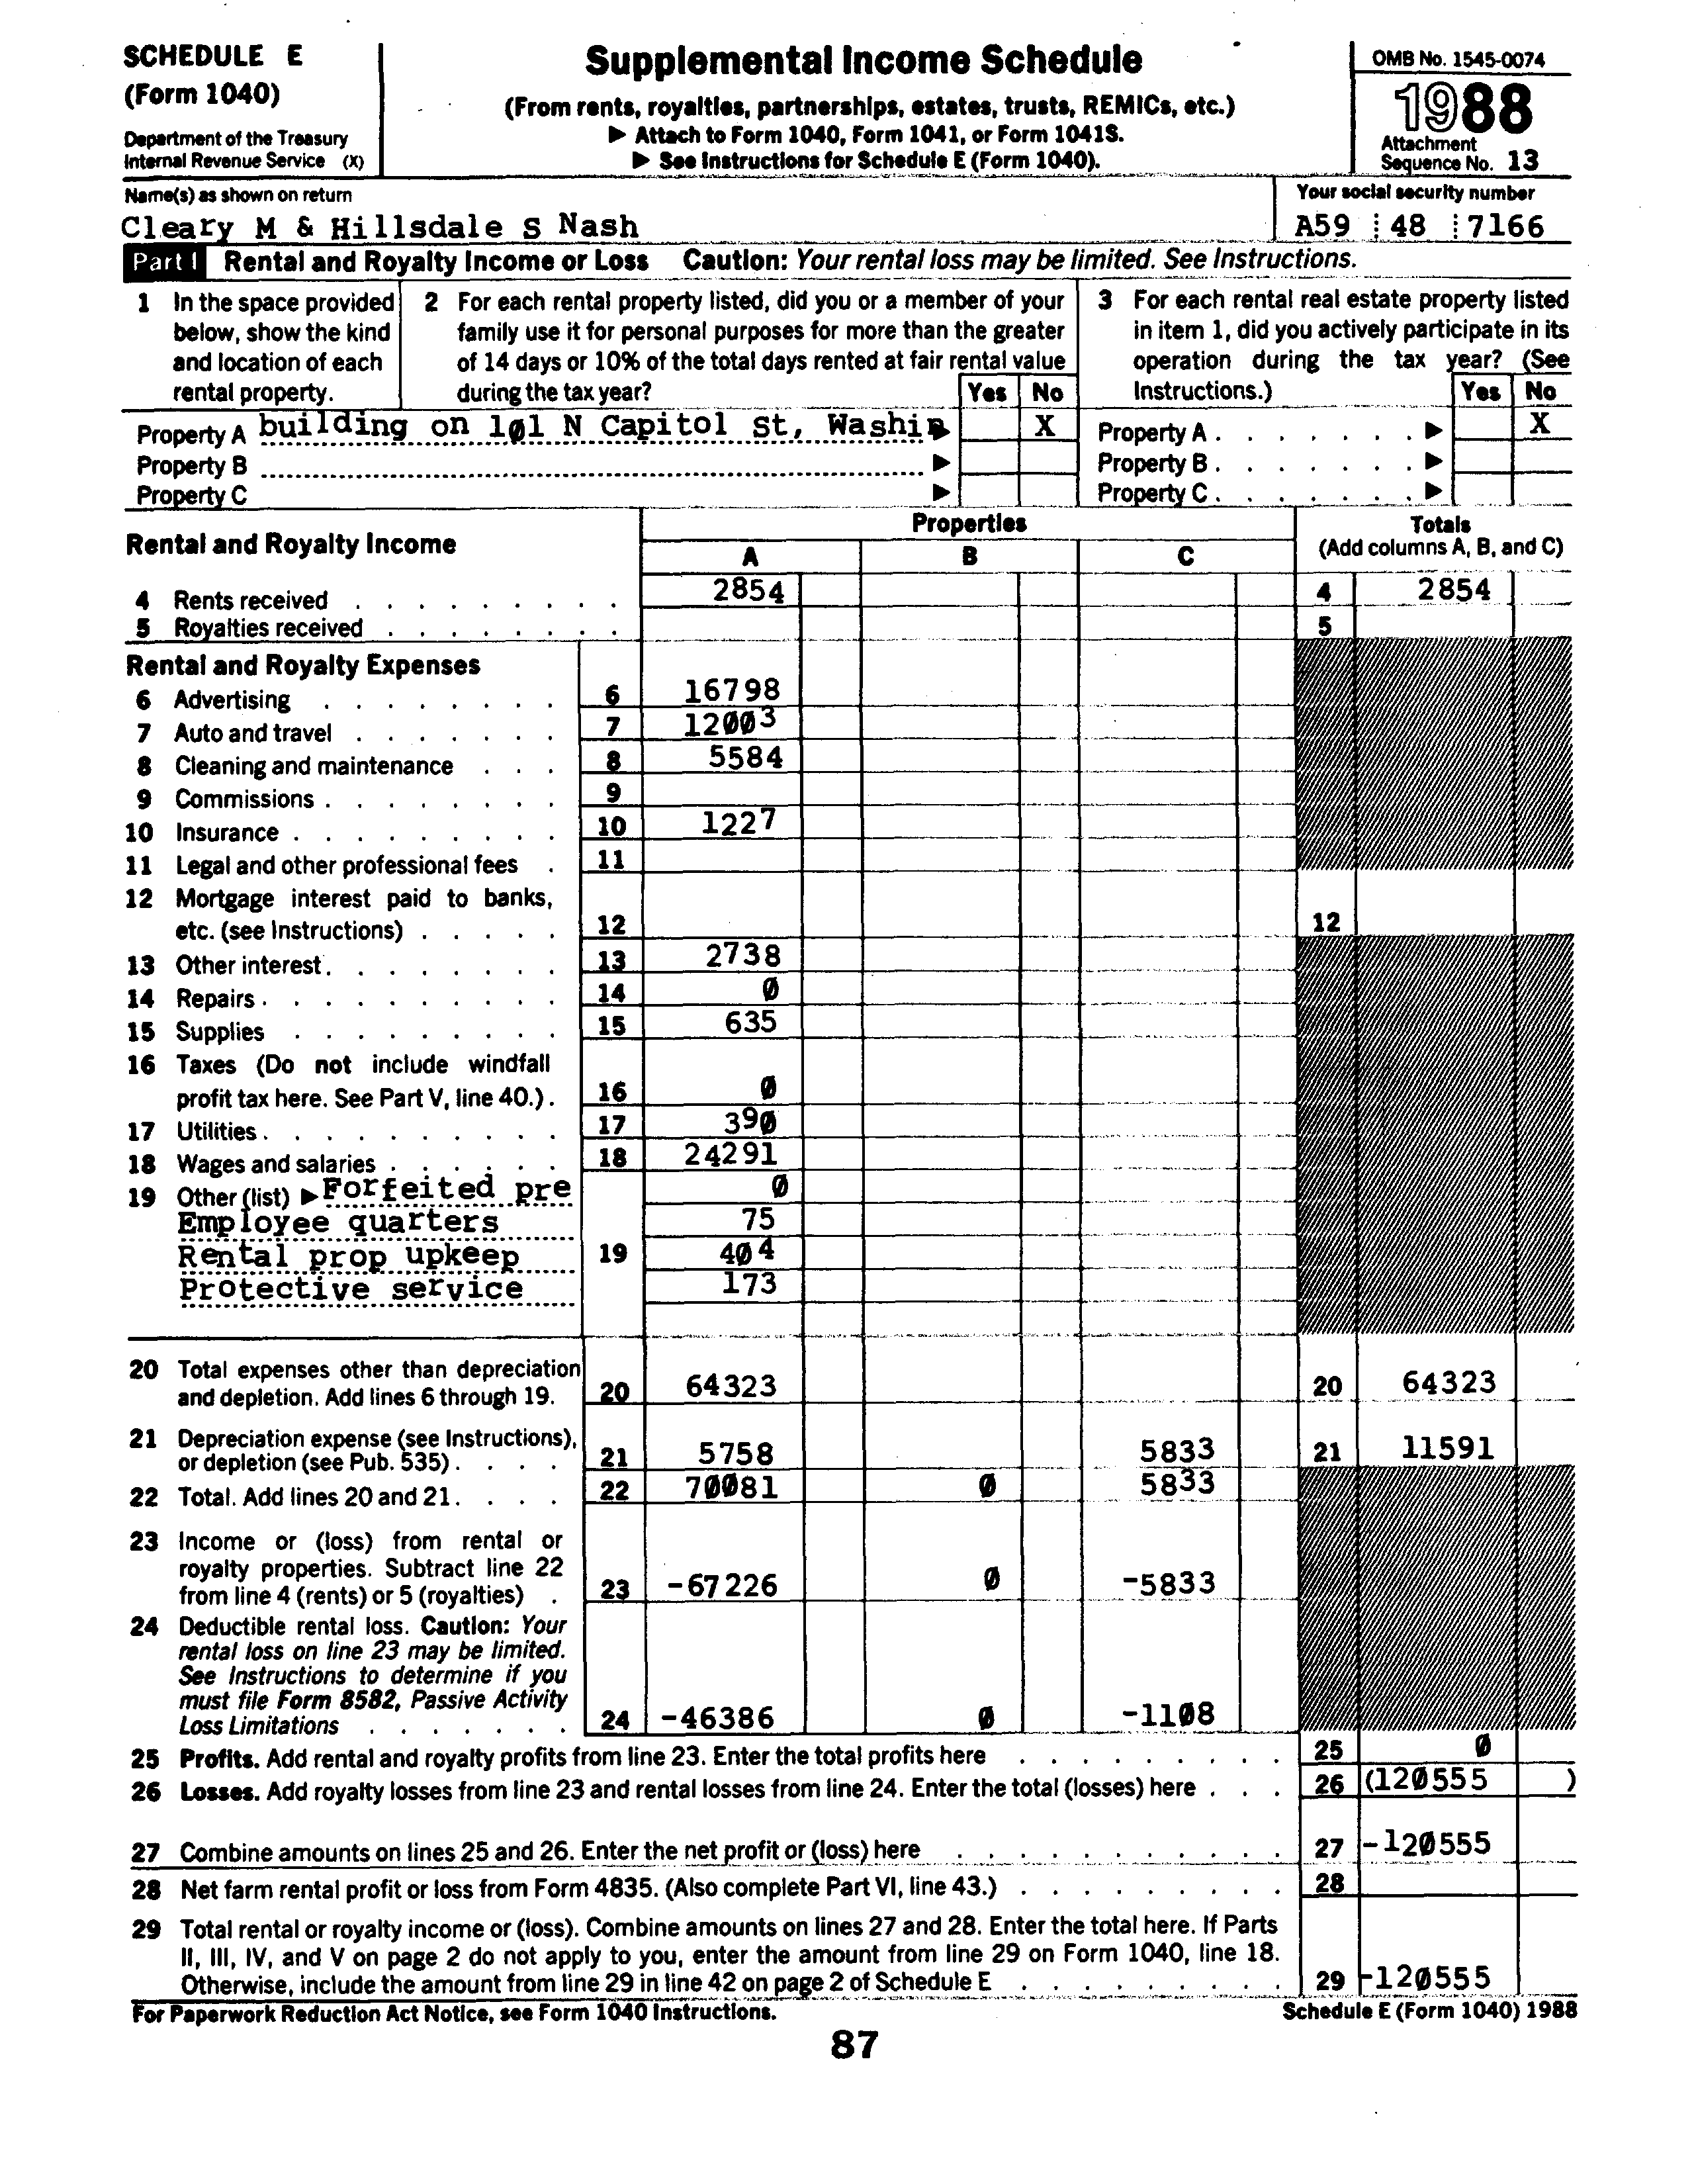 SCHEDULE E
(Form 1040)
Department of the Treasury
Internal Revenue Service (X)
Supplemental Income Schedule
(From rents, royalties, partnerships, estates, trusts, REMICs, etc.)
▶ Attach to Form 1040, Form 1041, or Form 1041S.
▶ See Instructions for Schedule E (Form 1040).
OMB No. 1545-0074
1988
Attachment
Sequence No. 13
Name(s) as shown on return
Cleary M & Hillsdale S Nash
Your social security number
A59 48 7166
Part I Rental and Royalty Income or Loss Caution: Your rental loss may be limited. See Instructions.
1 In the space provided
below, show the kind
and location of each
rental property.
2 For each rental property listed, did you or a member of your
family use it for personal purposes for more than the greater
of 14 days or 10% of the total days rented at fair rental value
during the tax year? Yes No
3 For each rental real estate property listed
in item 1, did you actively participate in its
operation during the tax year? (See
Instructions.) Yes No
Property A building on 101 N Capitol St, Washin ▶ X Property A . . . . . . . ▶ X
Property B ▶ Property B . . . . . . . ▶
Property C ▶ Property C . . . . . . . ▶
Rental and Royalty Income
Properties
A B C
Totals
(Add columns A, B, and C)
4 Rents received . . . . . . . . . 2854 4 2854
5 Royalties received . . . . . . . . 5
Rental and Royalty Expenses
6 Advertising . . . . . . . . 6 16798
7 Auto and travel . . . . . . . 7 12003
8 Cleaning and maintenance . . . 8 5584
9 Commissions . . . . . . . . 9
10 Insurance . . . . . . . . . 10 1227
11 Legal and other professional fees . 11
12 Mortgage interest paid to banks,
etc. (see Instructions) . . . . . 12 12
13 Other interest . . . . . . . . 13 2738
14 Repairs . . . . . . . . . . 14 0
15 Supplies . . . . . . . . . 15 635
16 Taxes (Do not include windfall
profit tax here. See Part V, line 40.) . 16 0
17 Utilities . . . . . . . . . . 17 390
18 Wages and salaries . . . . . . 18 24291
19 Other (list) ▶ Forfeited pre 0
Employee quarters 75
Rental prop upkeep 19 404
Protective service 173
20 Total expenses other than depreciation
and depletion. Add lines 6 through 19. 20 64323 20 64323
21 Depreciation expense (see Instructions),
or depletion (see Pub. 535) . . . . 21 5758 5833 21 11591
22 Total. Add lines 20 and 21. . . . 22 70081 0 5833
23 Income or (loss) from rental or
royalty properties. Subtract line 22
from line 4 (rents) or 5 (royalties) . 23 -67226 0 -5833
24 Deductible rental loss. Caution: Your
rental loss on line 23 may be limited.
See Instructions to determine if you
must file Form 8582, Passive Activity
Loss Limitations . . . . . . . 24 -46386 0 -1108
25 Profits. Add rental and royalty profits from line 23. Enter the total profits here . . . . . . . . . 25 0
26 Losses. Add royalty losses from line 23 and rental losses from line 24. Enter the total (losses) here . . . 26 (120555 )
27 Combine amounts on lines 25 and 26. Enter the net profit or (loss) here . . . . . . . . . . . 27 -120555
28 Net farm rental profit or loss from Form 4835. (Also complete Part VI, line 43.) . . . . . . . . . 28
29 Total rental or royalty income or (loss). Combine amounts on lines 27 and 28. Enter the total here. If Parts
II, III, IV, and V on page 2 do not apply to you, enter the amount from line 29 on Form 1040, line 18.
Otherwise, include the amount from line 29 in line 42 on page 2 of Schedule E . . . . . . . . . 29 -120555
For Paperwork Reduction Act Notice, see Form 1040 Instructions. Schedule E (Form 1040) 1988
87